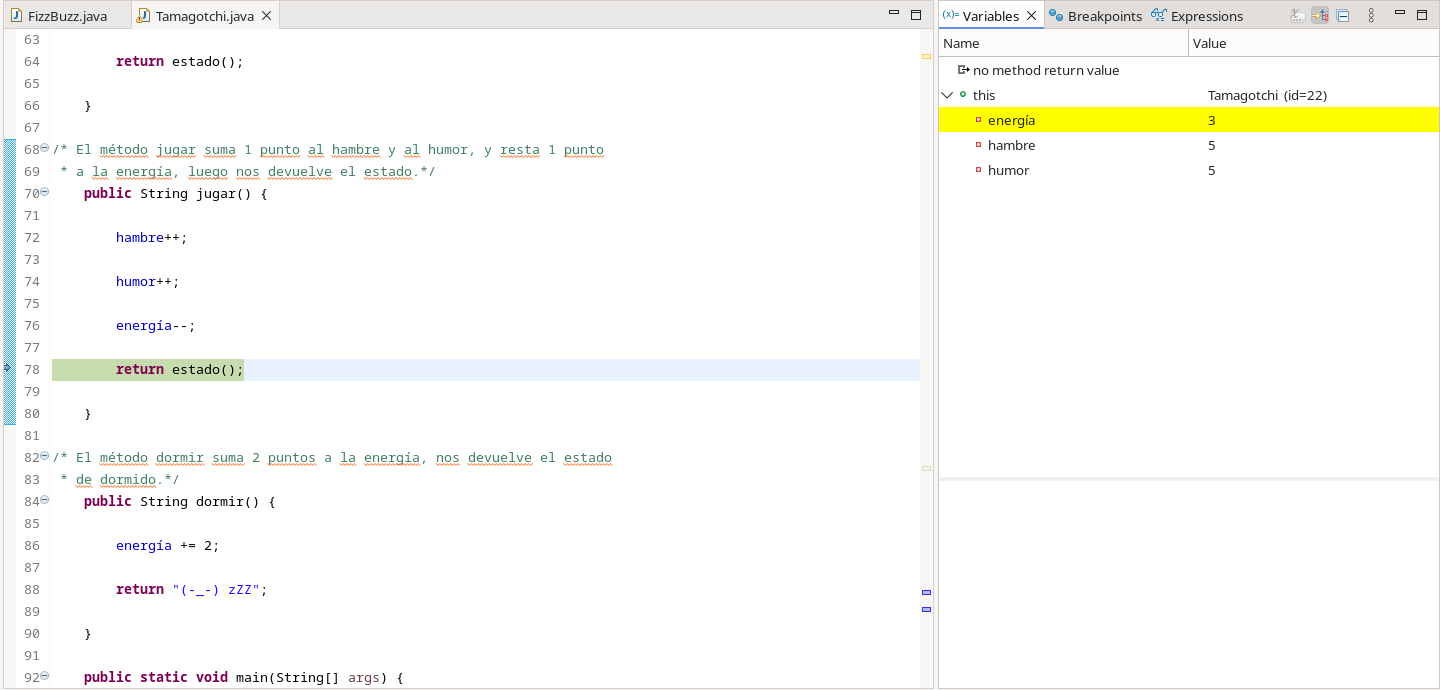 FizzBuzz.java
Tamagotchi.java
63
64 return estado();
65
66 }
67
68 /* El método jugar suma 1 punto al hambre y al humor, y resta 1 punto
69 * a la energía, luego nos devuelve el estado.*/
70 public String jugar() {
71
72 hambre++;
73
74 humor++;
75
76 energía--;
77
78 return estado();
79
80 }
81
82 /* El método dormir suma 2 puntos a la energía, nos devuelve el estado
83 * de dormido.*/
84 public String dormir() {
85
86 energía += 2;
87
88 return "(-_-) zZZ";
89
90 }
91
92 public static void main(String[] args) {
(x)= Variables
Breakpoints
Expressions
Name Value
no method return value
this Tamagotchi (id=22)
energía 3
hambre 5
humor 5